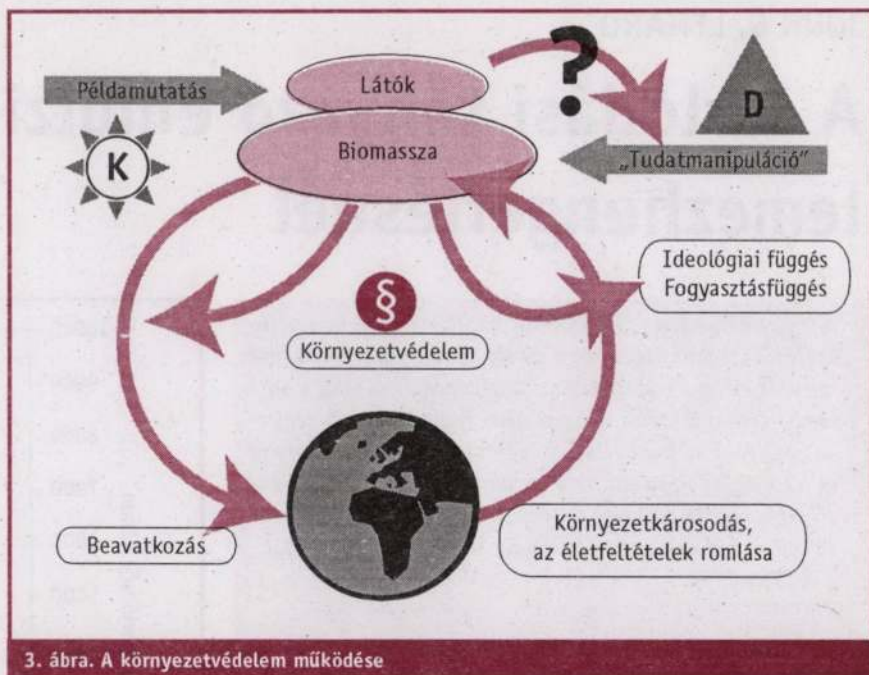 Példamutatás
Látók
?
D
K
Biomassza
„Tudatmanipuláció”
Ideológiai függés
Fogyasztásfüggés
§
Környezetvédelem
Beavatkozás
Környezetkárosodás,
az életfeltételek romlása
3. ábra. A környezetvédelem működése